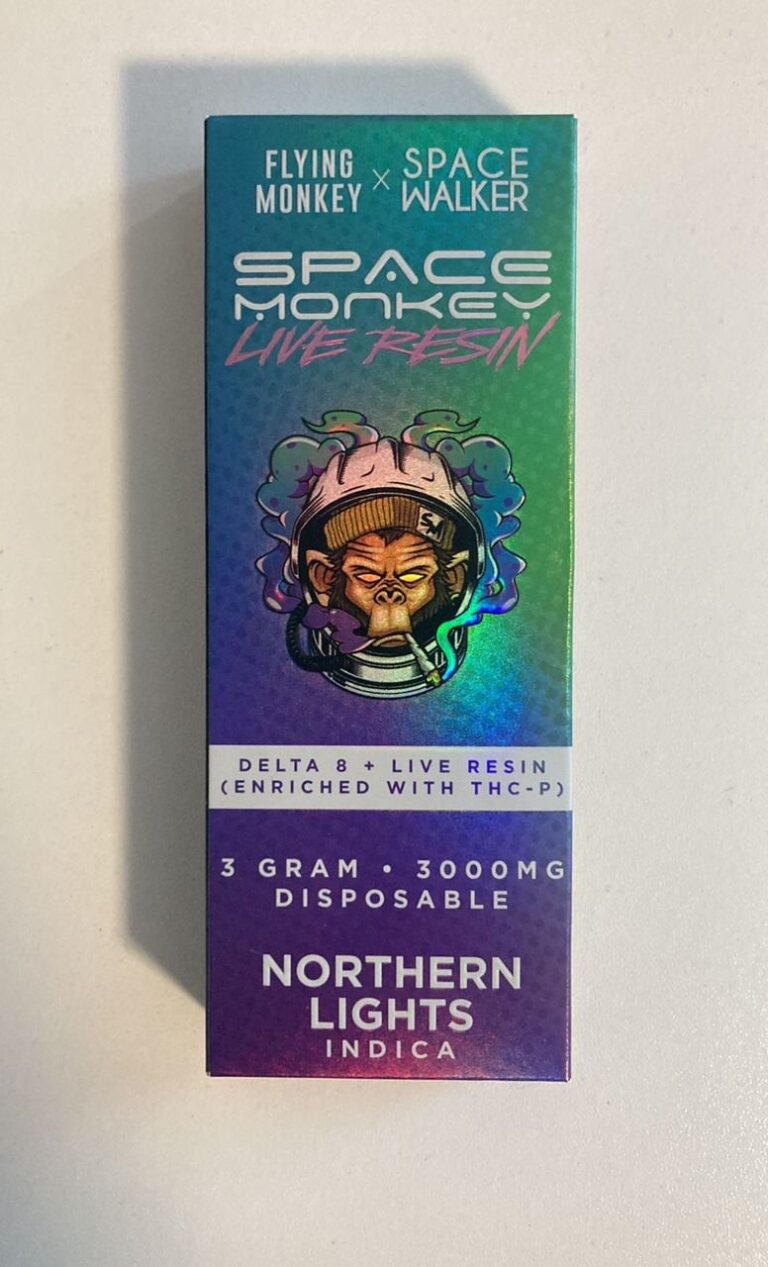 FLYING MONKEY X SPACE WALKER
SPACE
MONKEY
LIVE RESIN
SM
DELTA 8 + LIVE RESIN
(ENRICHED WITH THC-P)
3 GRAM • 3000MG
DISPOSABLE
NORTHERN
LIGHTS
INDICA